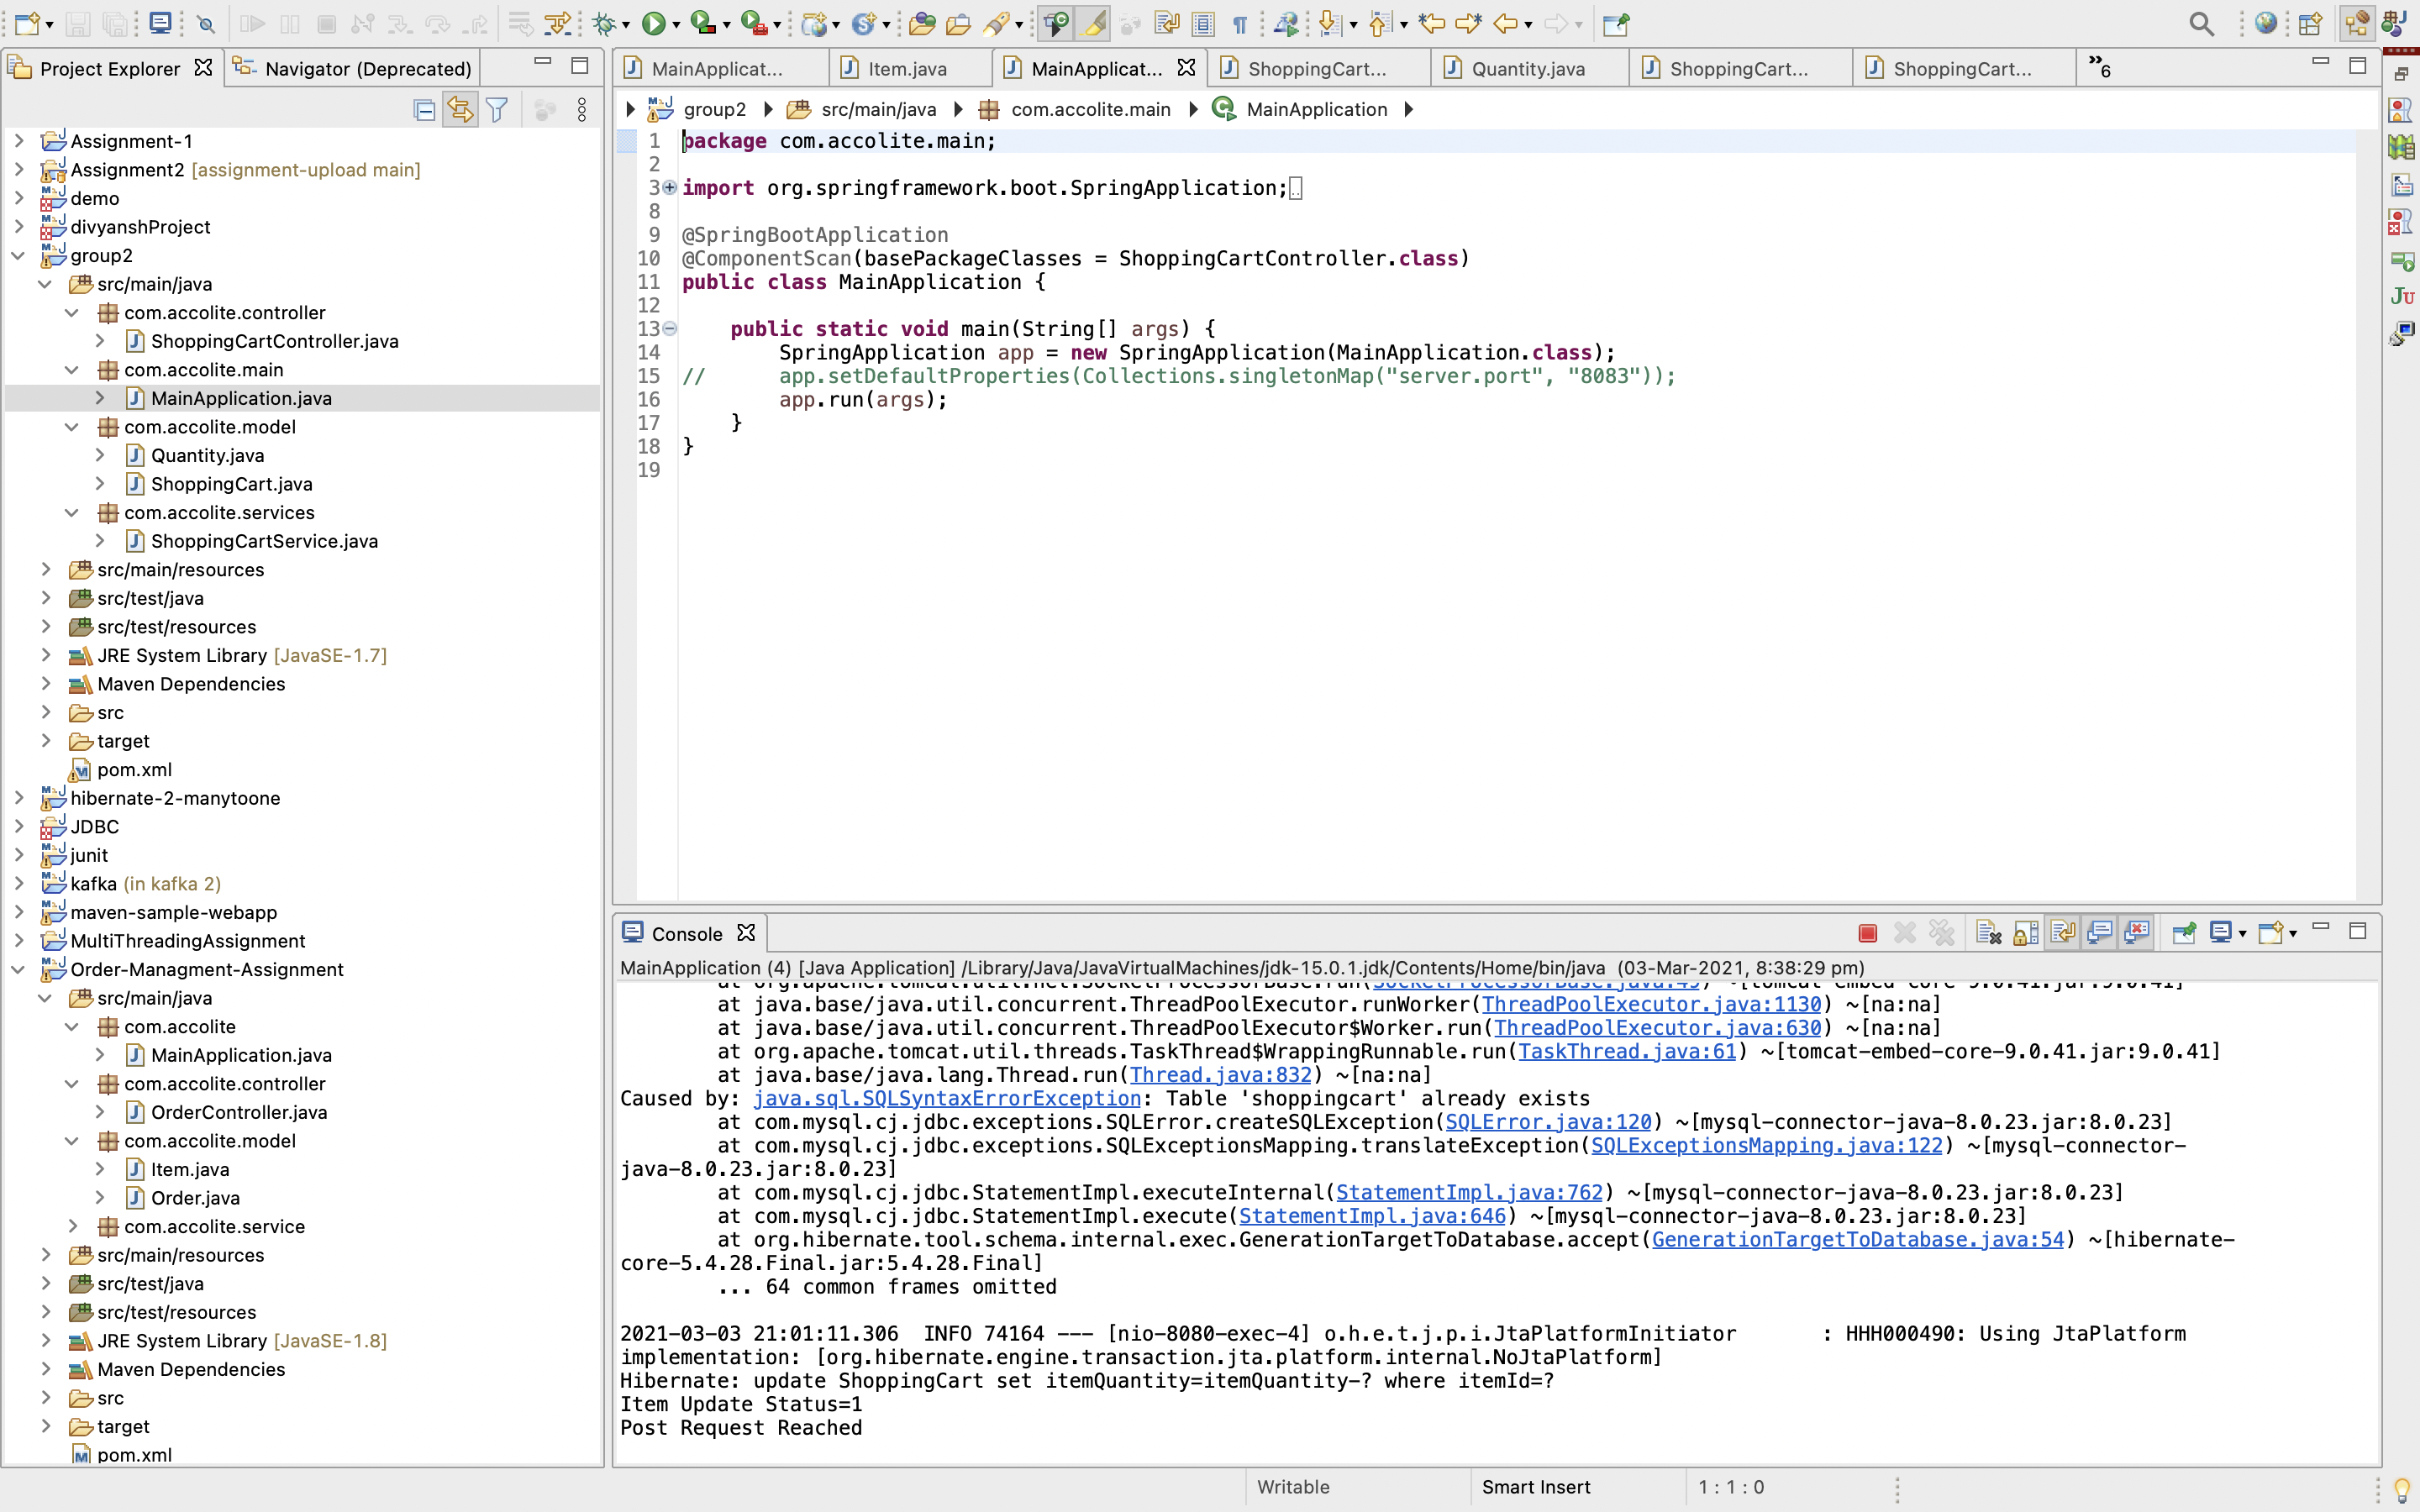 Project Explorer
Navigator (Deprecated)
Assignment-1
Assignment2 [assignment-upload main]
demo
divyanshProject
group2
src/main/java
com.accolite.controller
ShoppingCartController.java
com.accolite.main
MainApplication.java
com.accolite.model
Quantity.java
ShoppingCart.java
com.accolite.services
ShoppingCartService.java
src/main/resources
src/test/java
src/test/resources
JRE System Library [JavaSE-1.7]
Maven Dependencies
src
target
pom.xml
hibernate-2-manytoone
JDBC
junit
kafka (in kafka 2)
maven-sample-webapp
MultiThreadingAssignment
Order-Managment-Assignment
src/main/java
com.accolite
MainApplication.java
com.accolite.controller
OrderController.java
com.accolite.model
Item.java
Order.java
com.accolite.service
src/main/resources
src/test/java
src/test/resources
JRE System Library [JavaSE-1.8]
Maven Dependencies
src
target
pom.xml
MainApplicat...
Item.java
MainApplicat...
ShoppingCart...
Quantity.java
ShoppingCart...
ShoppingCart...
»6
group2 src/main/java com.accolite.main MainApplication
1 package com.accolite.main;
2
3 import org.springframework.boot.SpringApplication;
8
9 @SpringBootApplication
10 @ComponentScan(basePackageClasses = ShoppingCartController.class)
11 public class MainApplication {
12
13 public static void main(String[] args) {
14 SpringApplication app = new SpringApplication(MainApplication.class);
15 // app.setDefaultProperties(Collections.singletonMap("server.port", "8083"));
16 app.run(args);
17 }
18 }
19
Console
MainApplication (4) [Java Application] /Library/Java/JavaVirtualMachines/jdk-15.0.1.jdk/Contents/Home/bin/java (03-Mar-2021, 8:38:29 pm)
at org.apache.tomcat.util.net.SocketProcessorBase.run(SocketProcessorBase.java:49) ~[tomcat-embed-core-9.0.41.jar:9.0.41]
at java.base/java.util.concurrent.ThreadPoolExecutor.runWorker(ThreadPoolExecutor.java:1130) ~[na:na]
at java.base/java.util.concurrent.ThreadPoolExecutor$Worker.run(ThreadPoolExecutor.java:630) ~[na:na]
at org.apache.tomcat.util.threads.TaskThread$WrappingRunnable.run(TaskThread.java:61) ~[tomcat-embed-core-9.0.41.jar:9.0.41]
at java.base/java.lang.Thread.run(Thread.java:832) ~[na:na]
Caused by: java.sql.SQLSyntaxErrorException: Table 'shoppingcart' already exists
at com.mysql.cj.jdbc.exceptions.SQLError.createSQLException(SQLError.java:120) ~[mysql-connector-java-8.0.23.jar:8.0.23]
at com.mysql.cj.jdbc.exceptions.SQLExceptionsMapping.translateException(SQLExceptionsMapping.java:122) ~[mysql-connector-
java-8.0.23.jar:8.0.23]
at com.mysql.cj.jdbc.StatementImpl.executeInternal(StatementImpl.java:762) ~[mysql-connector-java-8.0.23.jar:8.0.23]
at com.mysql.cj.jdbc.StatementImpl.execute(StatementImpl.java:646) ~[mysql-connector-java-8.0.23.jar:8.0.23]
at org.hibernate.tool.schema.internal.exec.GenerationTargetToDatabase.accept(GenerationTargetToDatabase.java:54) ~[hibernate-
core-5.4.28.Final.jar:5.4.28.Final]
... 64 common frames omitted
2021-03-03 21:01:11.306 INFO 74164 --- [nio-8080-exec-4] o.h.e.t.j.p.i.JtaPlatformInitiator : HHH000490: Using JtaPlatform
implementation: [org.hibernate.engine.transaction.jta.platform.internal.NoJtaPlatform]
Hibernate: update ShoppingCart set itemQuantity=itemQuantity-? where itemId=?
Item Update Status=1
Post Request Reached
Writable
Smart Insert
1 : 1 : 0